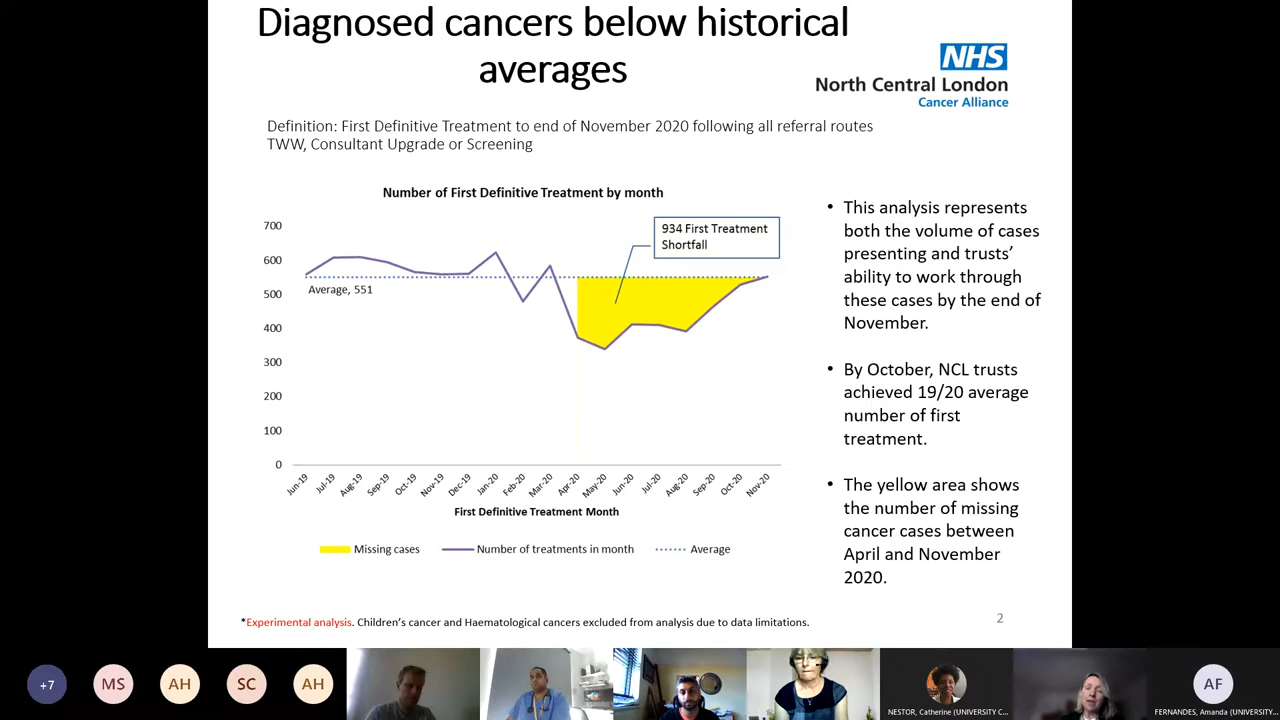 Diagnosed cancers below historical
averages
NHS
North Central London
Cancer Alliance
Definition: First Definitive Treatment to end of November 2020 following all referral routes
TWW, Consultant Upgrade or Screening
Number of First Definitive Treatment by month
700
600
500
400
300
200
100
0
934 First Treatment
Shortfall
Average, 551
Jun-19
Jul-19
Aug-19
Sep-19
Oct-19
Nov-19
Dec-19
Jan-20
Feb-20
Mar-20
Apr-20
May-20
Jun-20
Jul-20
Aug-20
Sep-20
Oct-20
Nov-20
First Definitive Treatment Month
Missing cases
Number of treatments in month
Average
• This analysis represents
both the volume of cases
presenting and trusts’
ability to work through
these cases by the end of
November.
• By October, NCL trusts
achieved 19/20 average
number of first
treatment.
• The yellow area shows
the number of missing
cancer cases between
April and November
2020.
*Experimental analysis. Children’s cancer and Haematological cancers excluded from analysis due to data limitations.
2
+7
MS
AH
SC
AH
AF
NESTOR, Catherine (UNIVERSITY C...
FERNANDES, Amanda (UNIVERSITY...